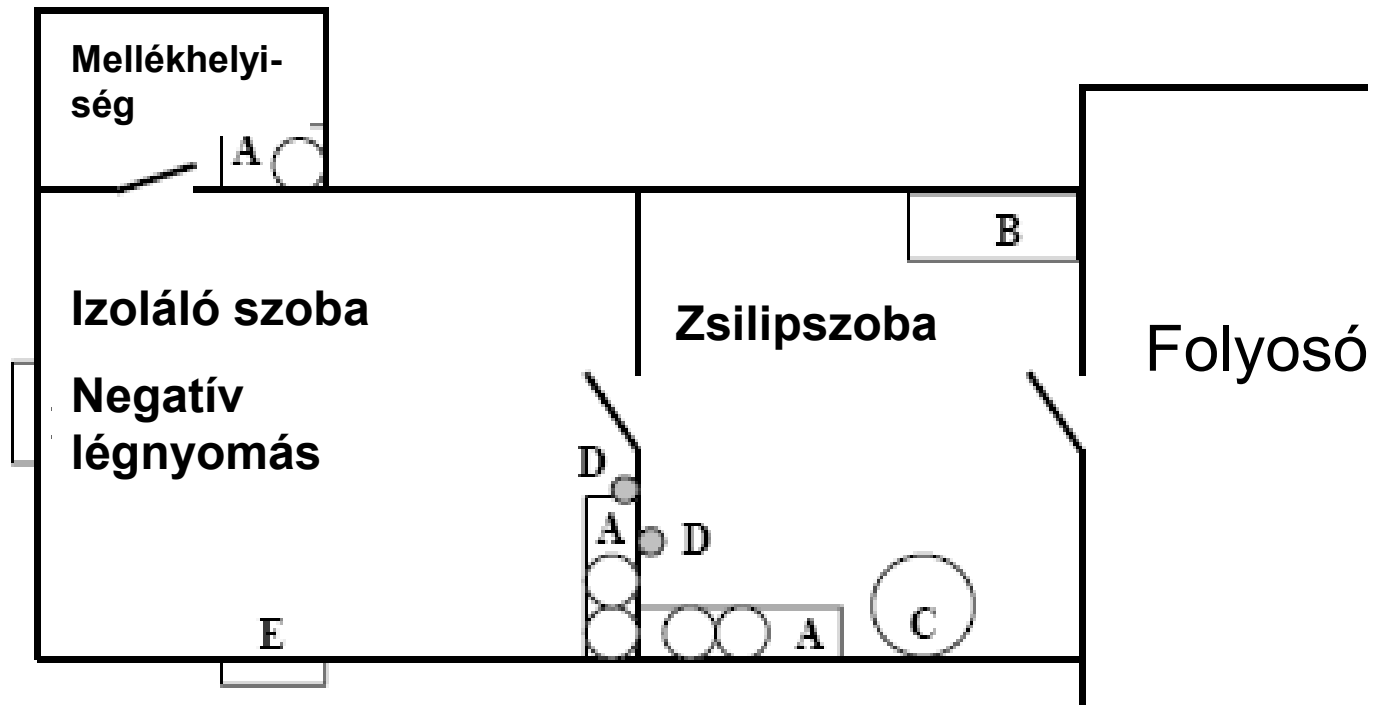 Mellékhelyi-
ség
A
B
Izoláló szoba
Zsilipszoba
Folyosó
Negatív
légnyomás
D
A
D
E
A
C